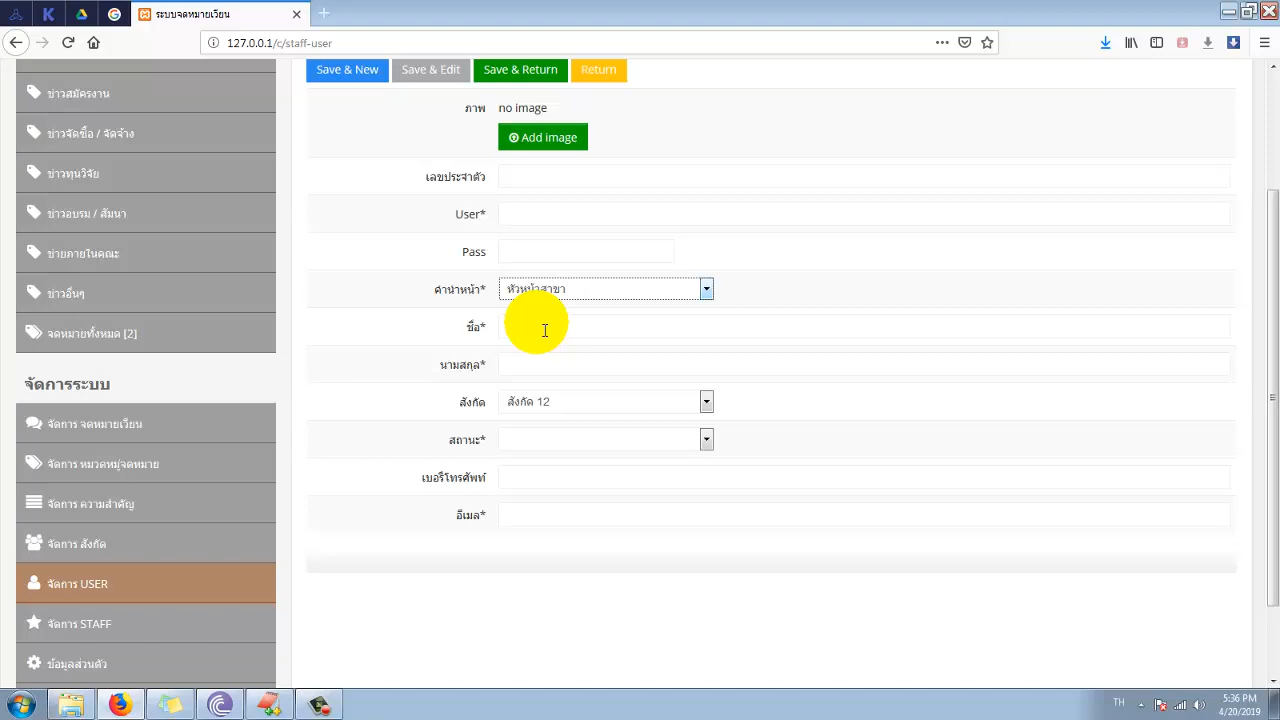 ระบบจดหมายเวียน
127.0.0.1/c/staff-user
Save & New
Save & Edit
Save & Return
Return
ข่าวสมัครงาน
ข่าวจัดซื้อ / จัดจ้าง
ข่าวทุนวิจัย
ข่าวอบรม / สัมนา
ข่ายภายในคณะ
ข่าวอื่นๆ
จดหมายทั้งหมด [2]
จัดการระบบ
จัดการ จดหมายเวียน
จัดการ หมวดหมู่จดหมาย
จัดการ ความสำคัญ
จัดการ สังกัด
จัดการ USER
จัดการ STAFF
ข้อมูลส่วนตัว
ภาพ no image
Add image
เลขประจำตัว
User*
Pass
คำนำหน้า* หัวหน้าสาขา
ชื่อ*
นามสกุล*
สังกัด สังกัด 12
สถานะ*
เบอร์โทรศัพท์
อีเมล*
TH
5:36 PM
4/20/2019